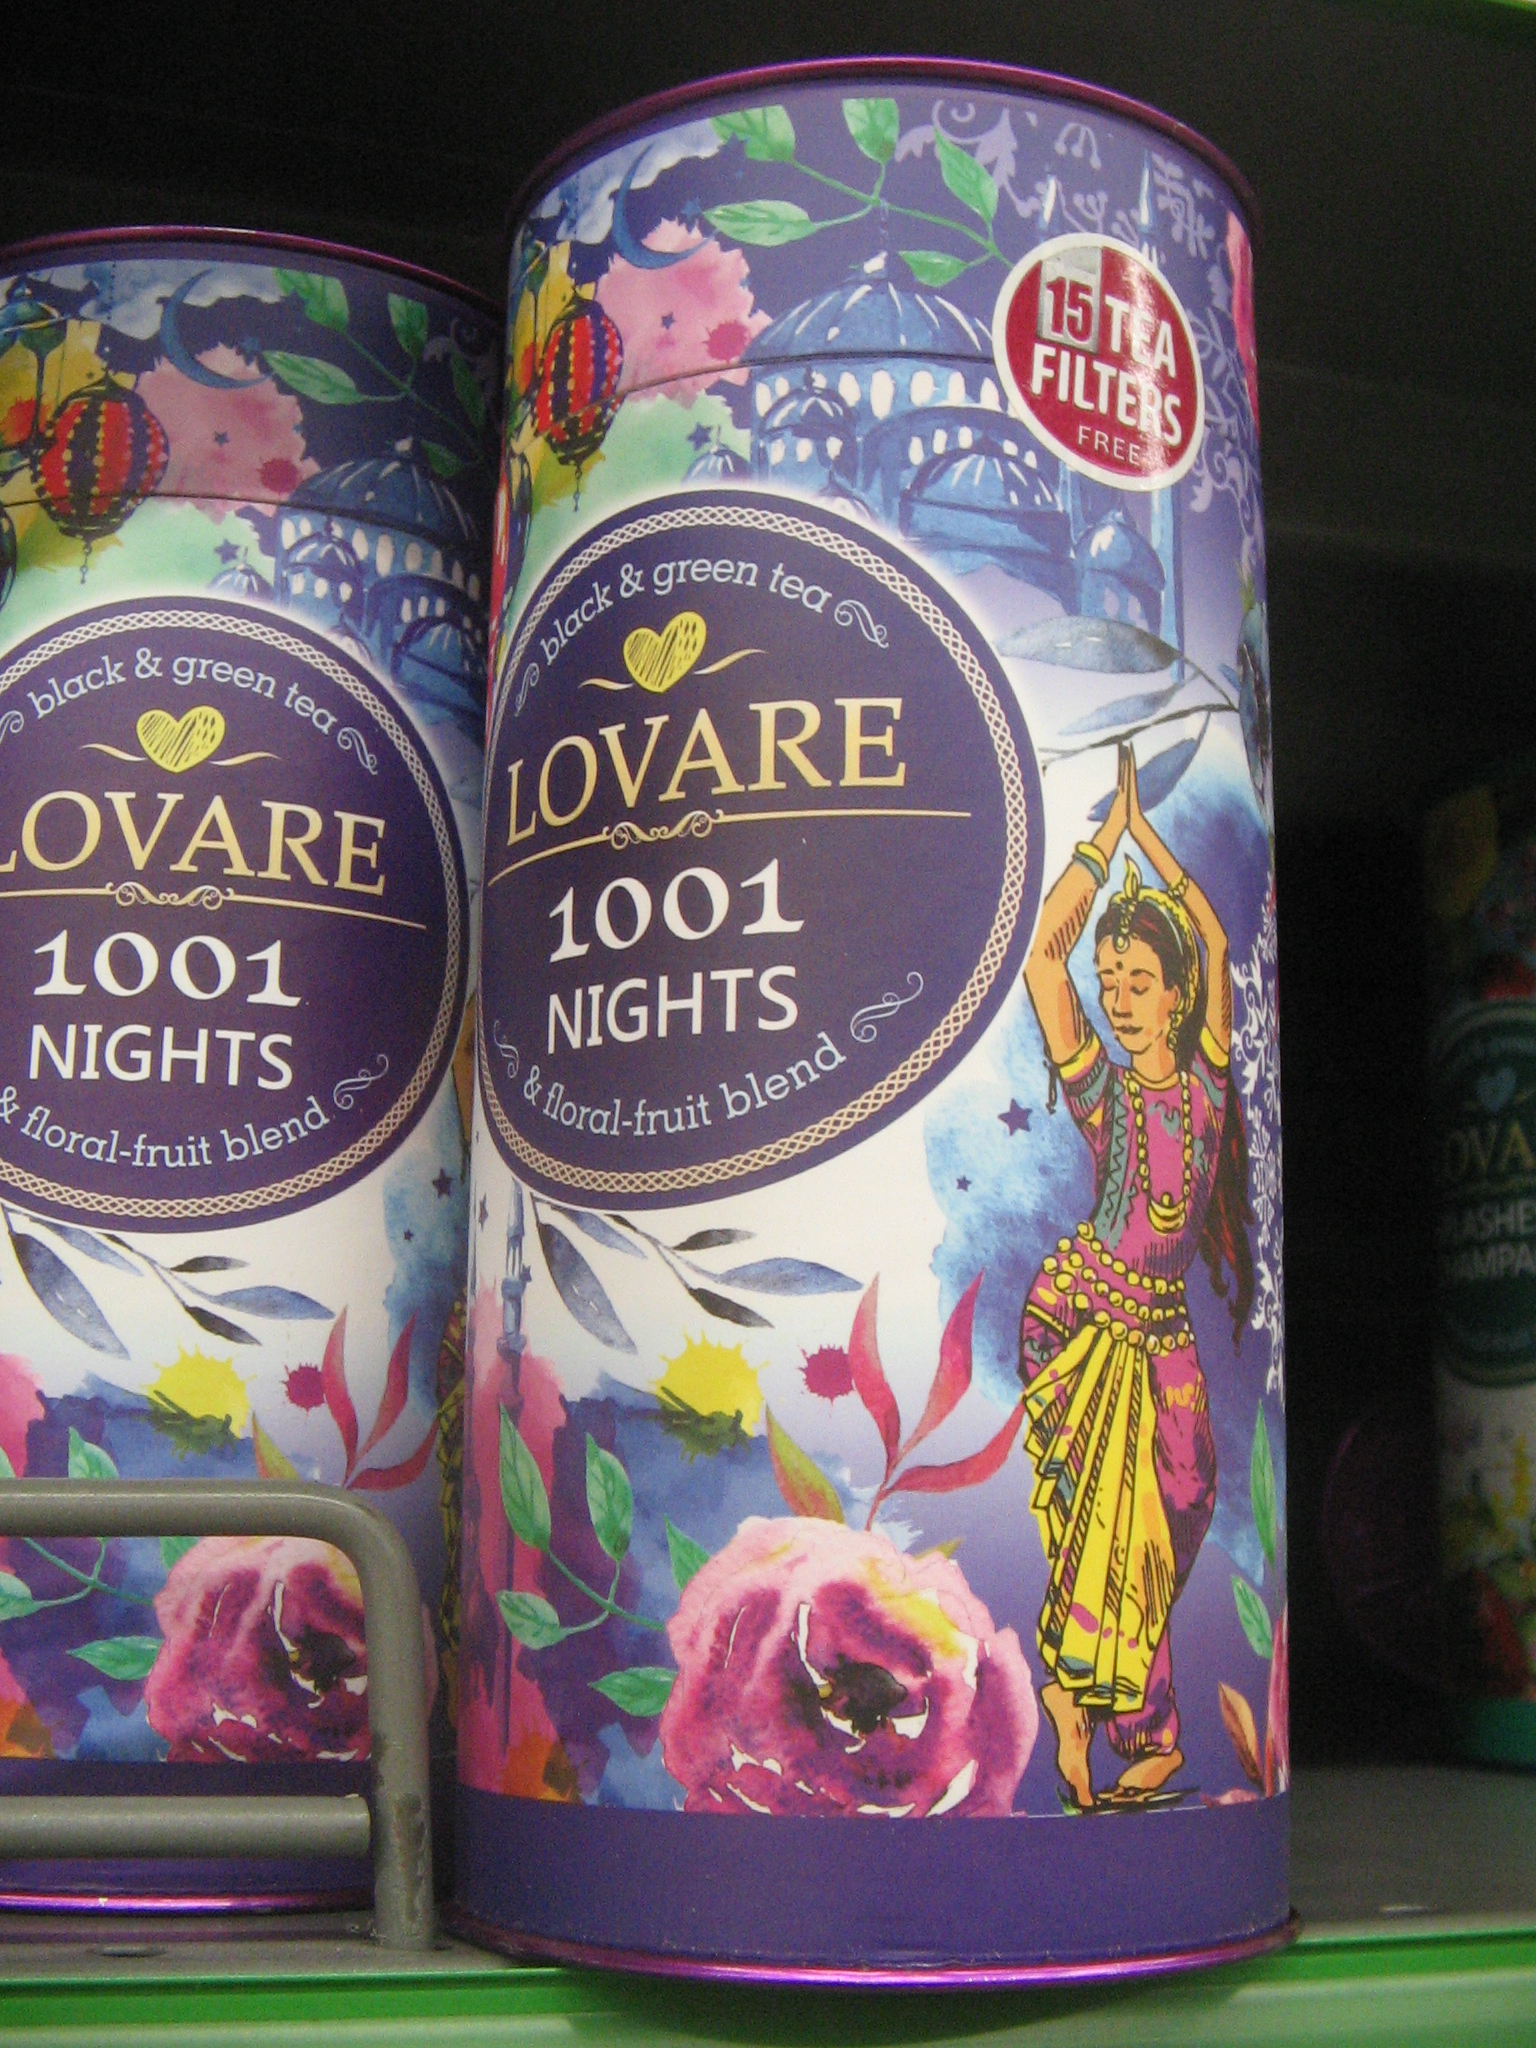 15 TEA
FILTERS
FREE
black & green tea
LOVARE
1001
NIGHTS
& floral-fruit blend
black & green tea
LOVARE
1001
NIGHTS
& floral-fruit blend